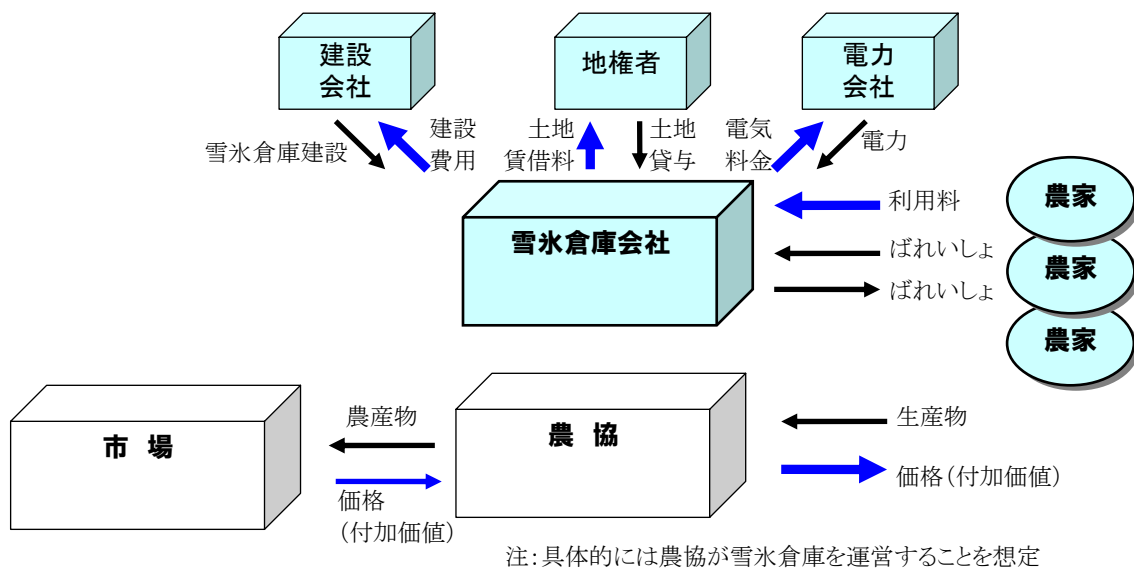 建設
会社
地権者
電力
会社
雪氷倉庫建設
建設
費用
土地
賃借料
土地
貸与
電気
料金
電力
雪氷倉庫会社
利用料
ばれいしょ
ばれいしょ
農家
農家
農家
市 場
農産物
価格
（付加価値）
農 協
生産物
価格（付加価値）
注：具体的には農協が雪氷倉庫を運営することを想定